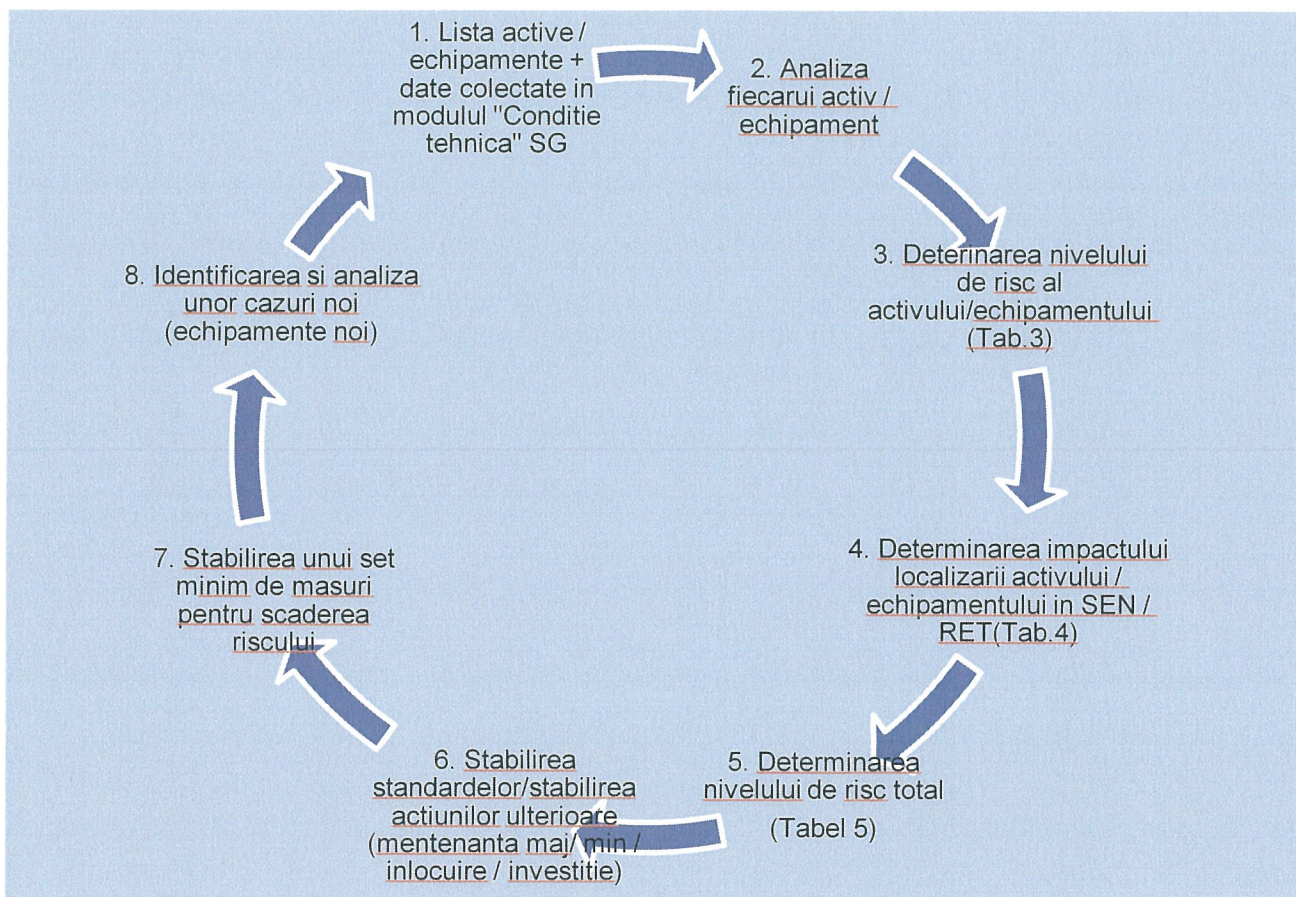 1. Lista active /
echipamente +
date colectate in
modulul "Conditie
tehnica" SG
2. Analiza
fiecarui activ /
echipament
3. Deterinarea nivelului
de risc al
activului/echipamentului
(Tab.3)
4. Determinarea impactului
localizarii activului /
echipamentului in SEN /
RET(Tab.4)
5. Determinarea
nivelului de risc total
(Tabel 5)
6. Stabilirea
standardelor/stabilirea
actiunilor ulterioare
(mentenanta maj/ min /
inlocuire / investitie)
7. Stabilirea unui set
minim de masuri
pentru scaderea
riscului
8. Identificarea si analiza
unor cazuri noi
(echipamente noi)